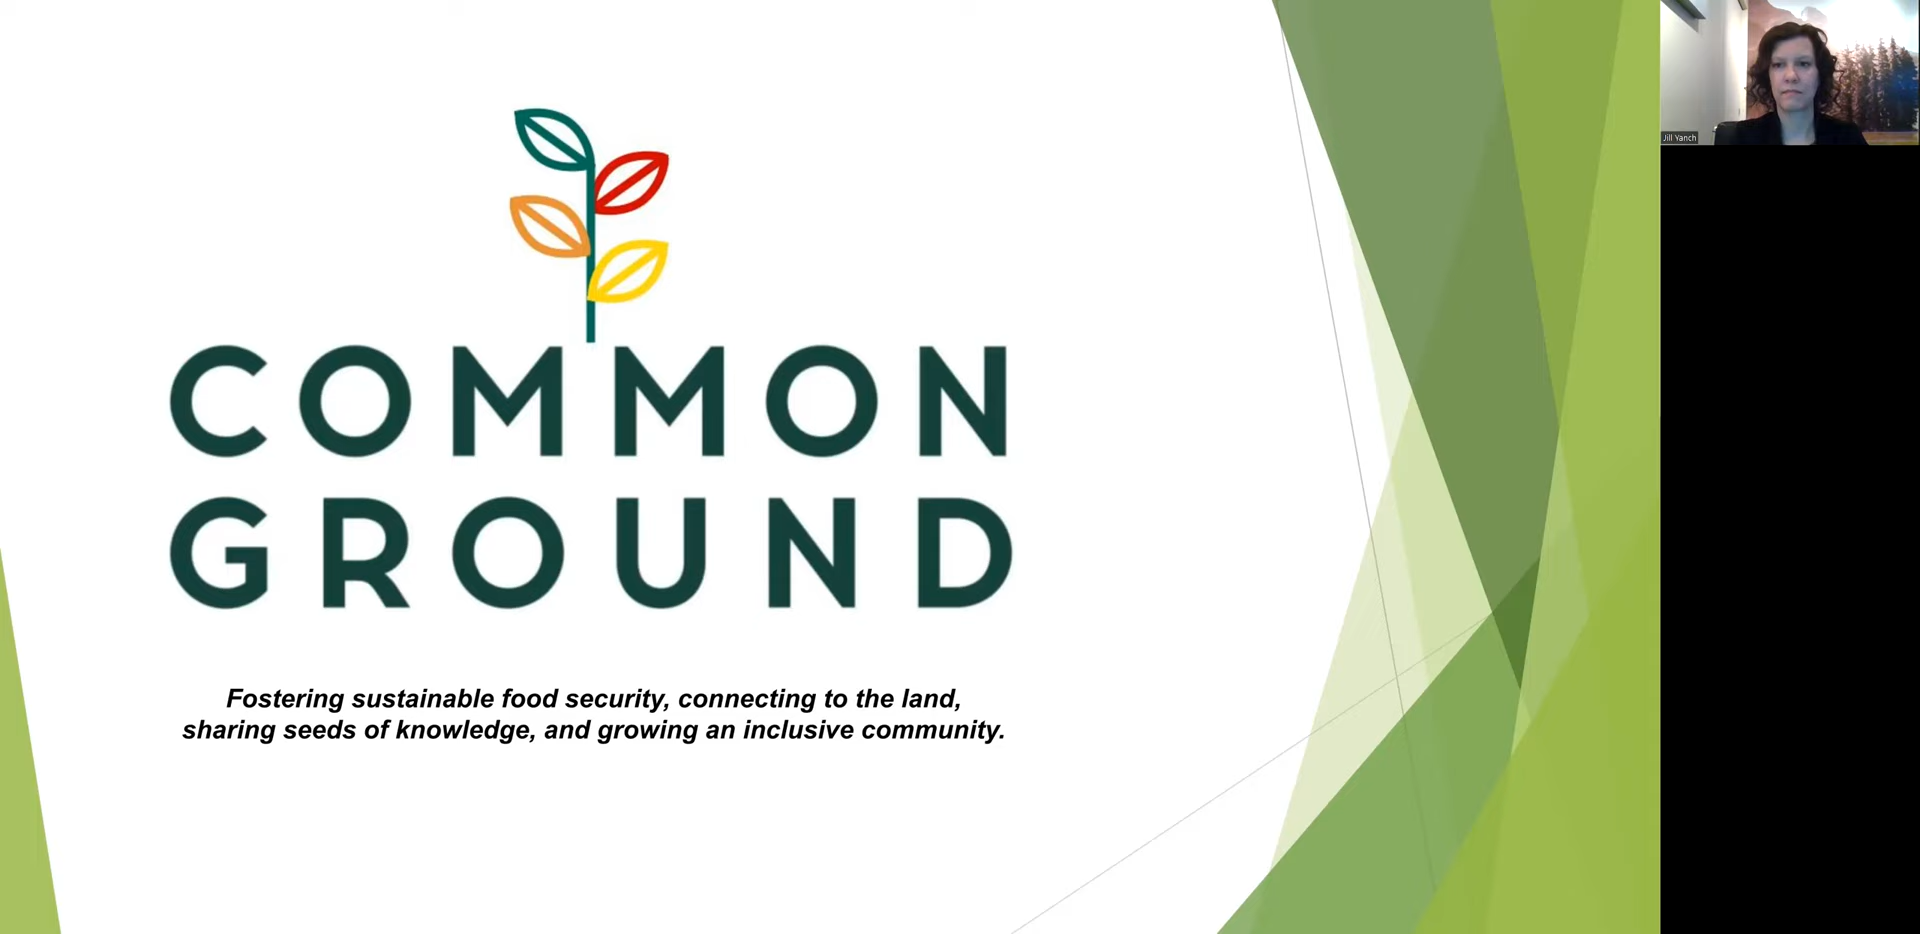 COMMON
GROUND
Fostering sustainable food security, connecting to the land,
sharing seeds of knowledge, and growing an inclusive community.
Jill Yanch